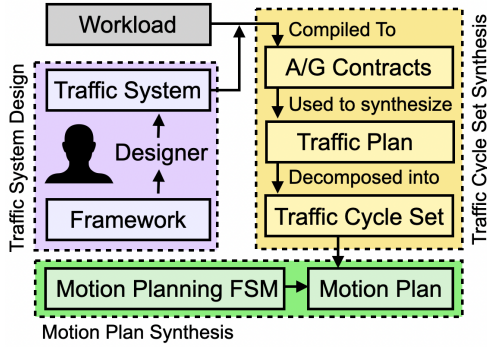 Workload
Compiled To
Traffic System Design
Traffic System
Designer
Framework
A/G Contracts
Used to synthesize
Traffic Plan
Decomposed into
Traffic Cycle Set
Traffic Cycle Set Synthesis
Motion Planning FSM
Motion Plan
Motion Plan Synthesis